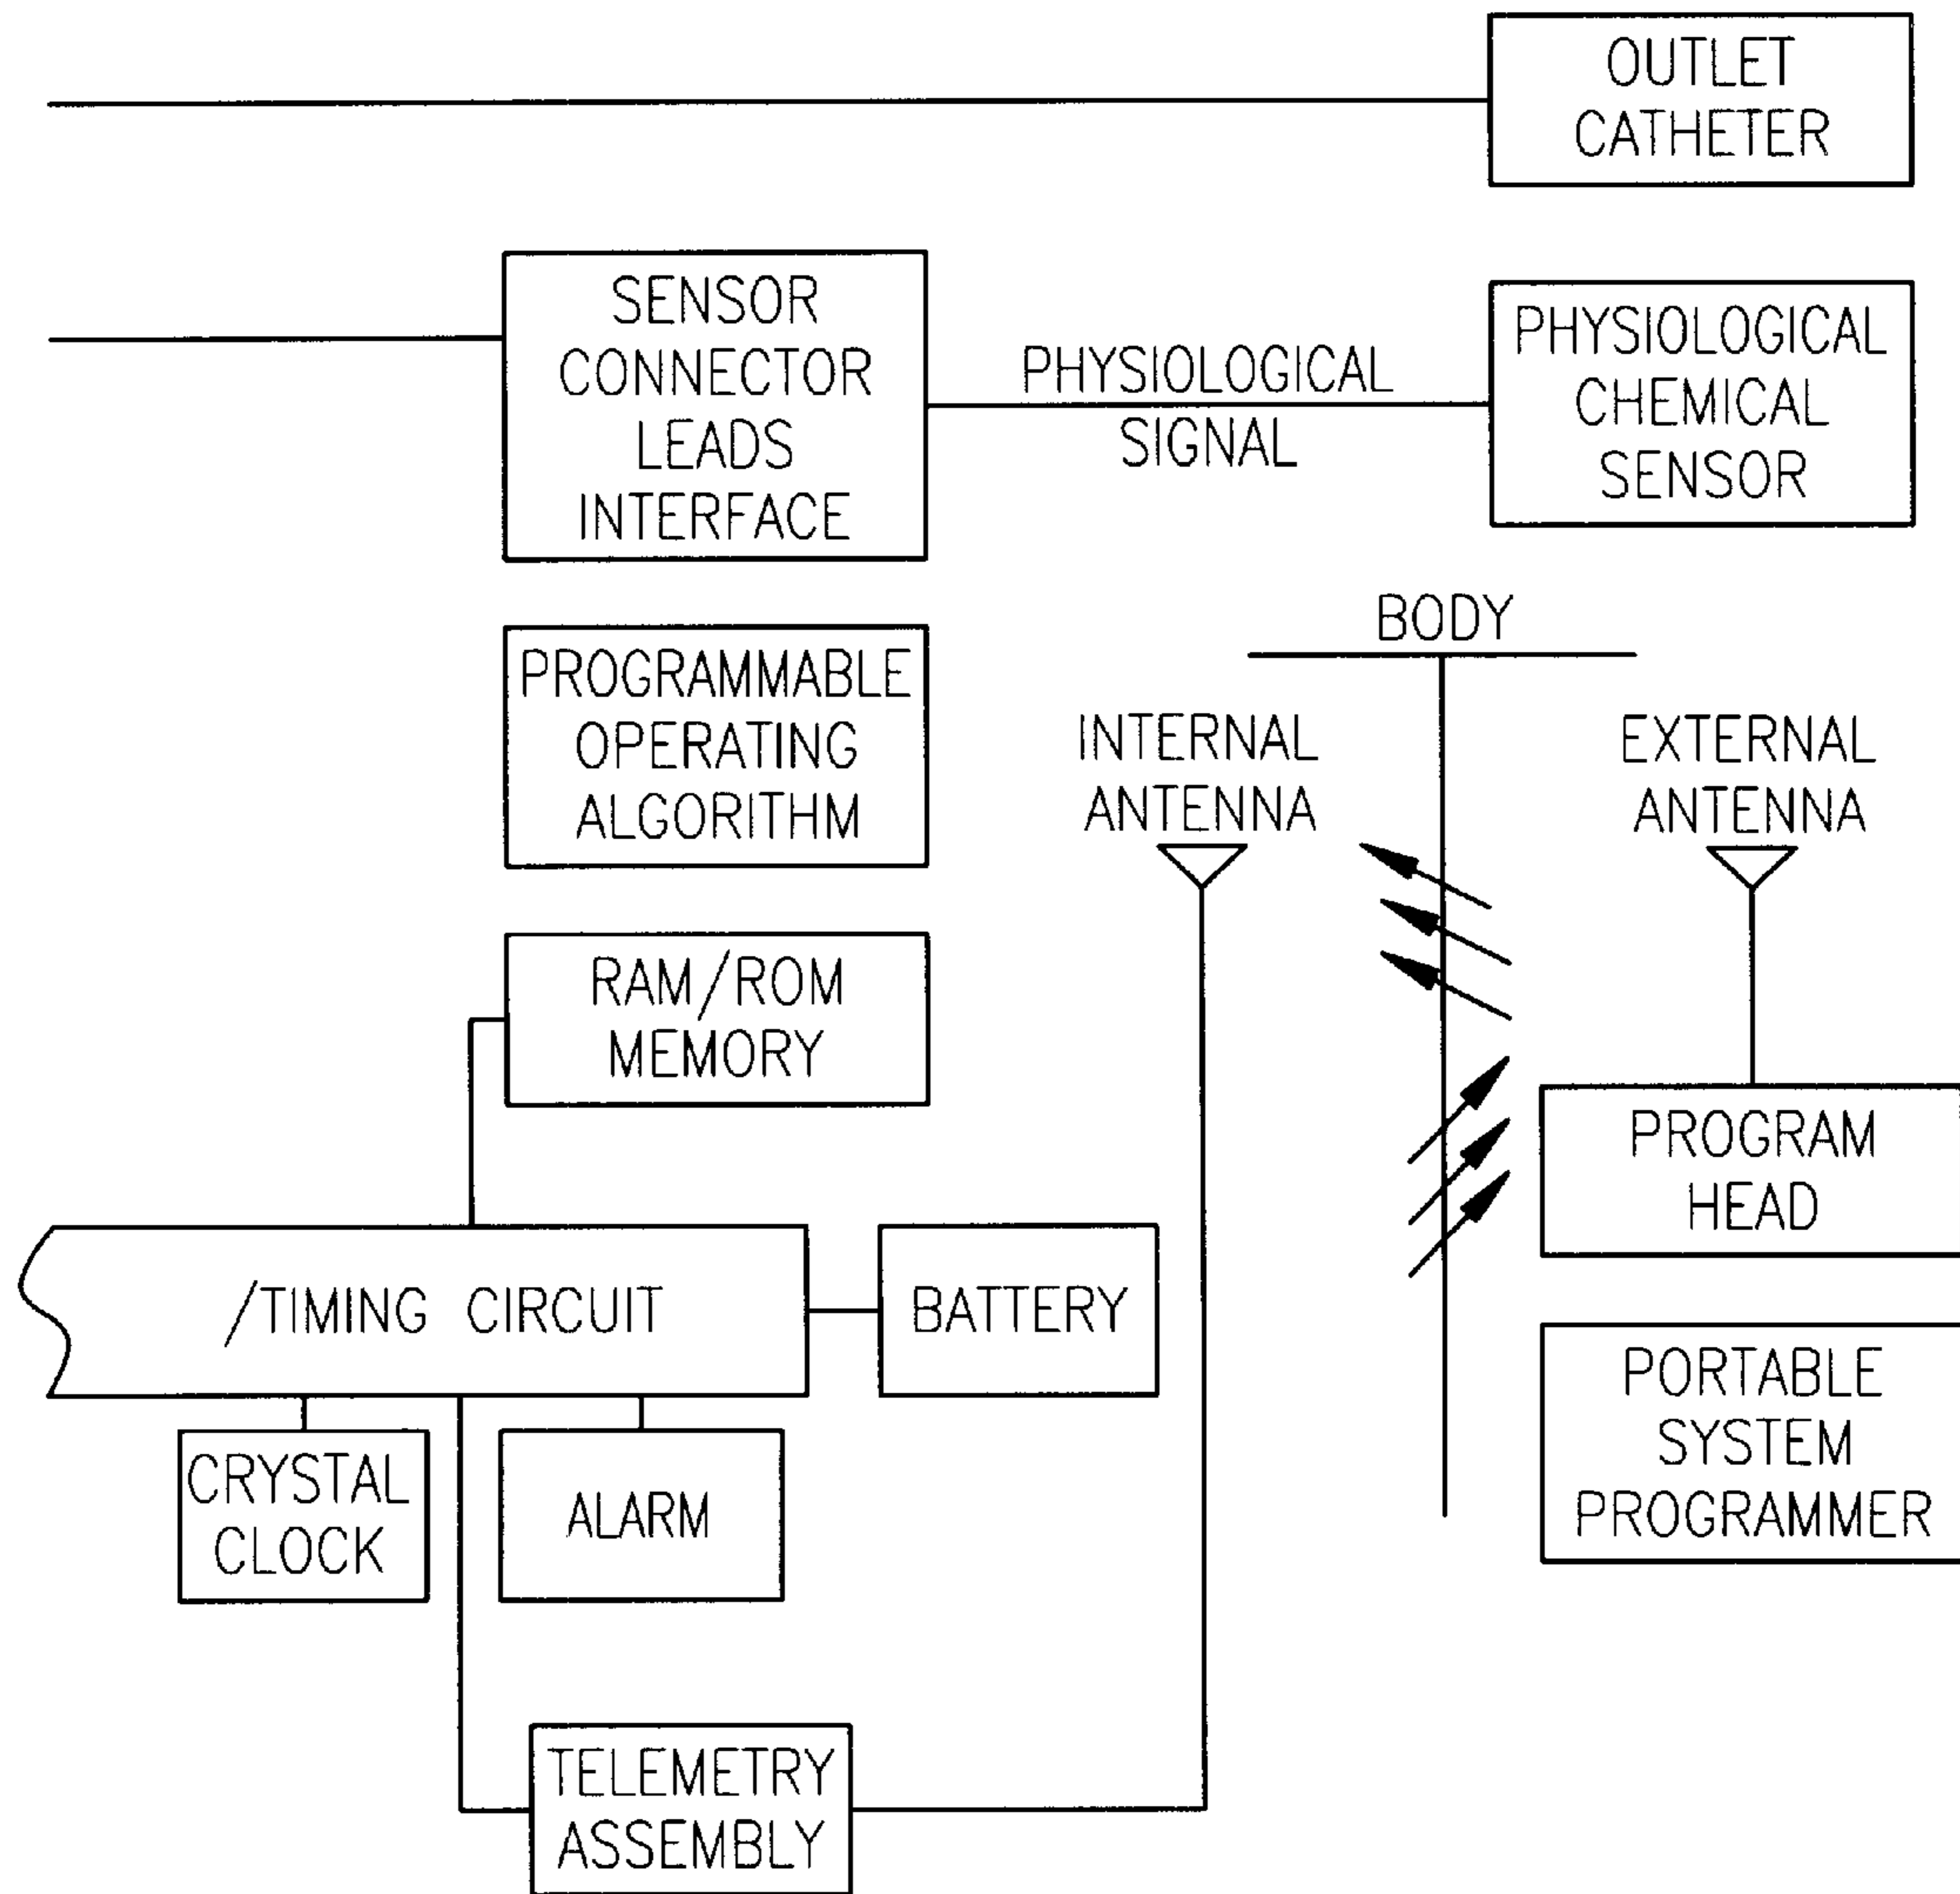 OUTLET
CATHETER
SENSOR
CONNECTOR
LEADS
INTERFACE
PHYSIOLOGICAL
SIGNAL
PHYSIOLOGICAL
CHEMICAL
SENSOR
PROGRAMMABLE
OPERATING
ALGORITHM
BODY
INTERNAL
ANTENNA
EXTERNAL
ANTENNA
RAM/ROM
MEMORY
PROGRAM
HEAD
/TIMING CIRCUIT
BATTERY
PORTABLE
SYSTEM
PROGRAMMER
CRYSTAL
CLOCK
ALARM
TELEMETRY
ASSEMBLY